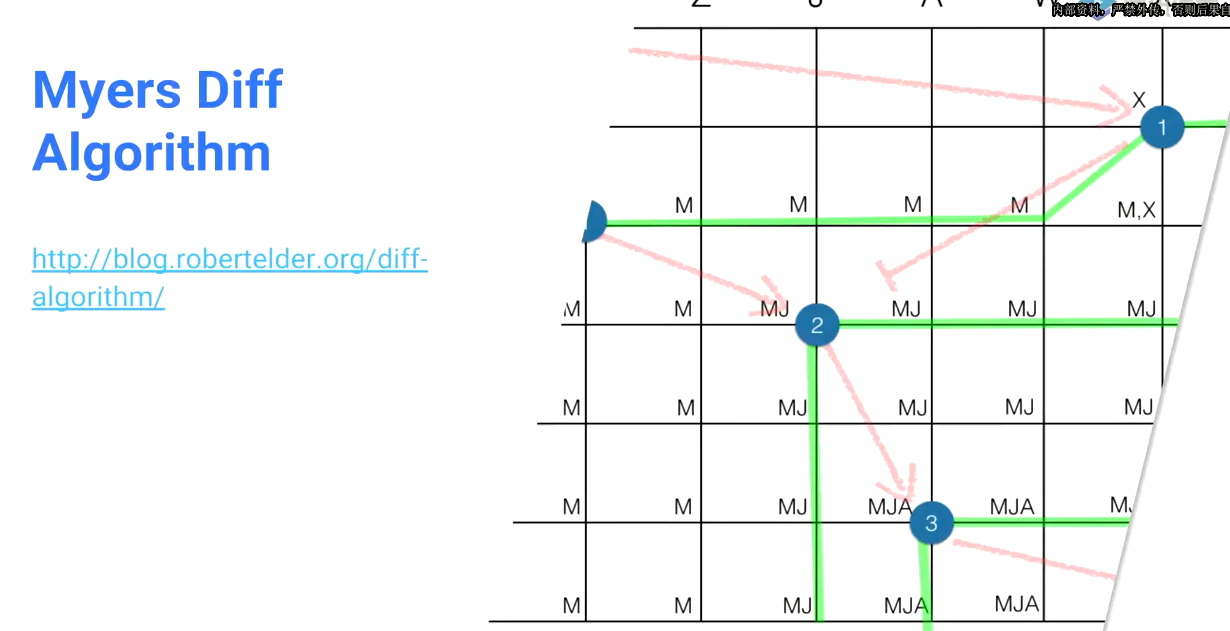 内部资料，严禁外传，否则后果自
Myers Diff
Algorithm
http://blog.robertelder.org/diff-
algorithm/
X
1
M M M M M,X
M M MJ MJ MJ MJ
2
M M MJ MJ MJ MJ
M M MJ MJA MJA
3
M M MJ MJA MJA